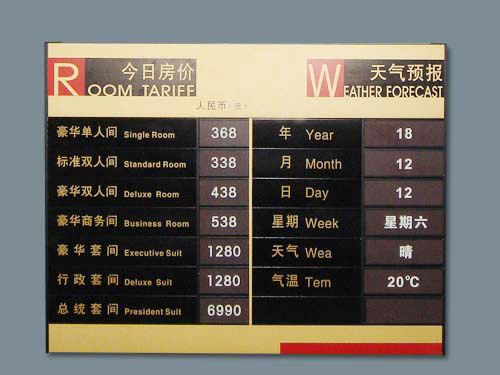 今日房价
ROOM TARIFF
人民币(元)
豪华单人间 Single Room 368
标准双人间 Standard Room 338
豪华双人间 Deluxe Room 438
豪华商务间 Business Room 538
豪华套间 Executive Suit 1280
行政套间 Deluxe Suit 1280
总统套间 President Suit 6990
天气预报
WEATHER FORECAST
年 Year 18
月 Month 12
日 Day 12
星期 Week 星期六
天气 Wea 晴
气温 Tem 20℃